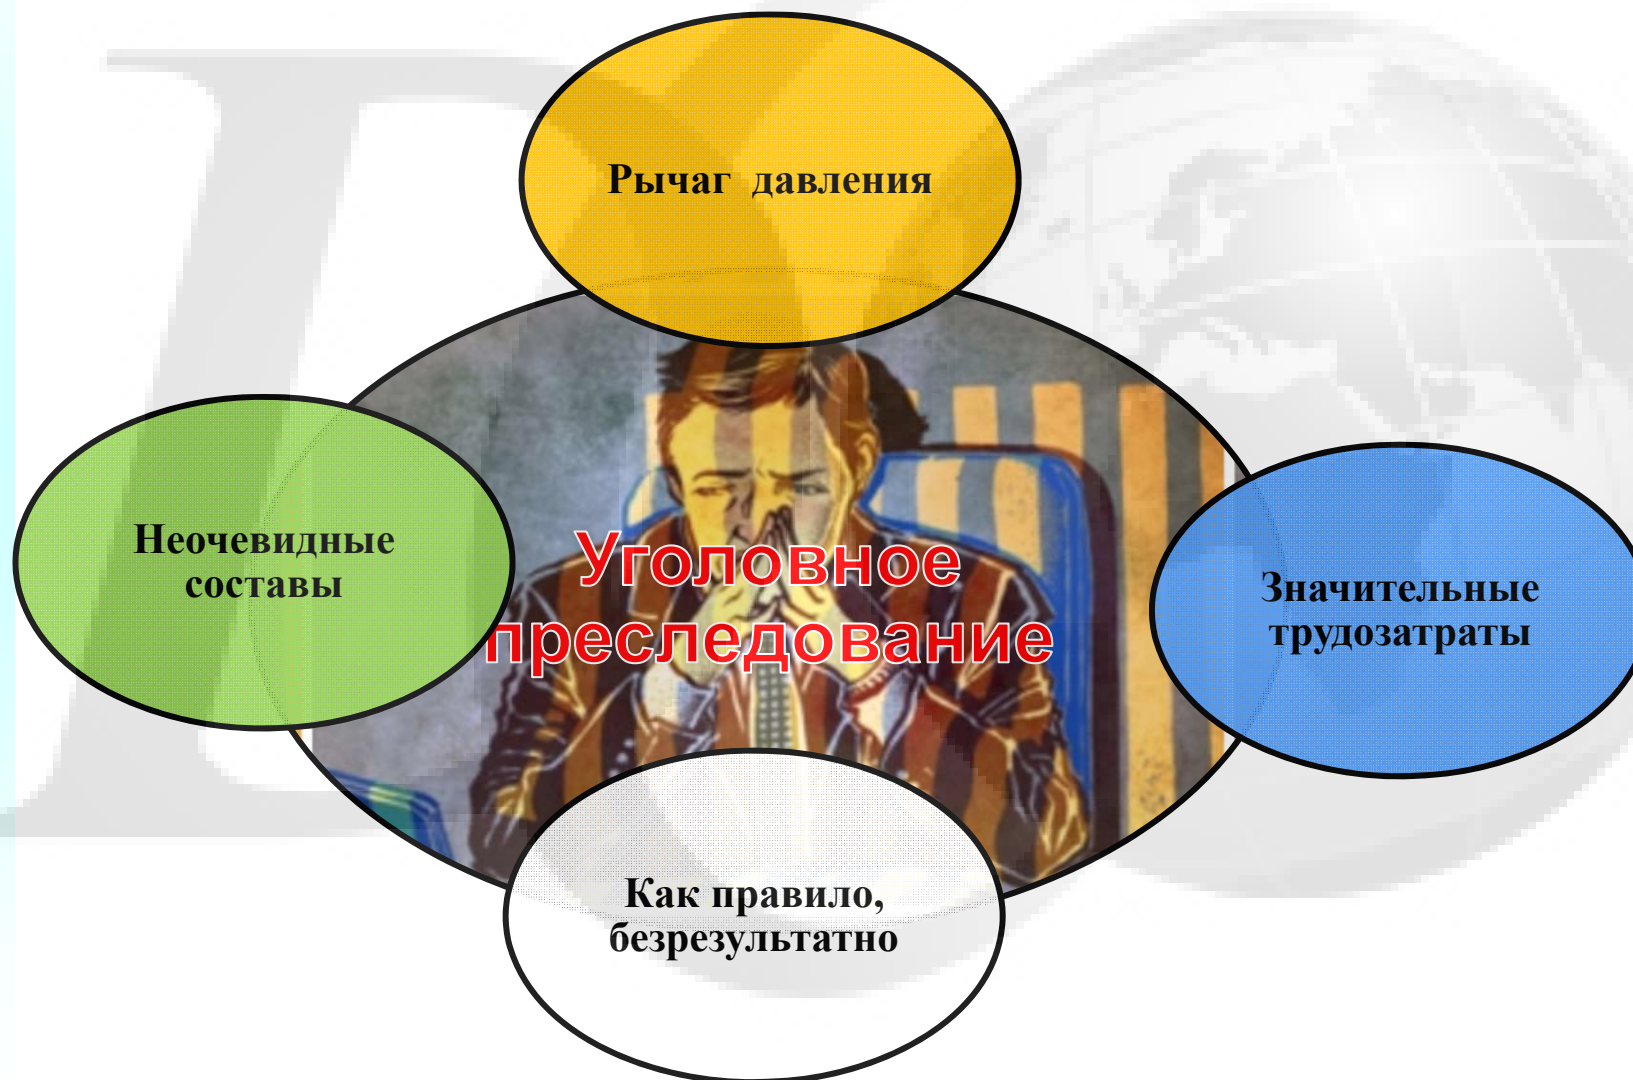 Рычаг давления
Неочевидные
составы
Уголовное
преследование
Значительные
трудозатраты
Как правило,
безрезультатно